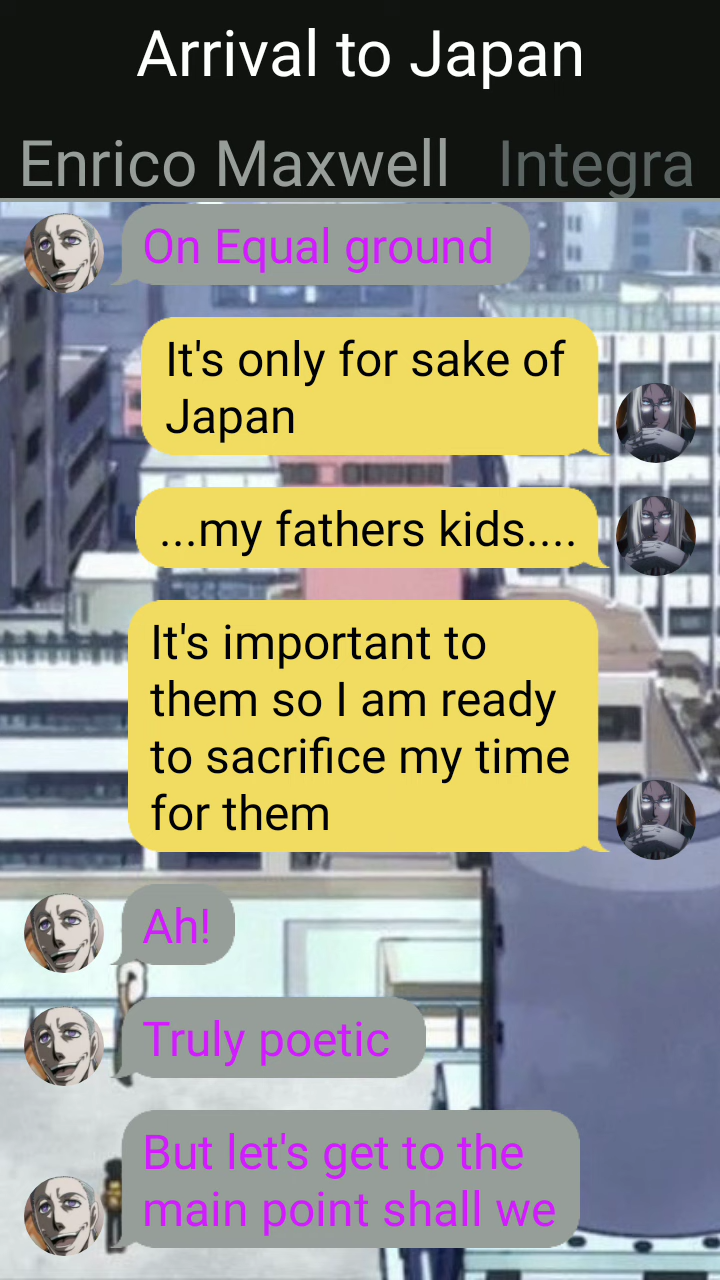 Arrival to Japan
Enrico Maxwell Integra
On Equal ground
It's only for sake of
Japan
...my fathers kids....
It's important to
them so I am ready
to sacrifice my time
for them
Ah!
Truly poetic
But let's get to the
main point shall we